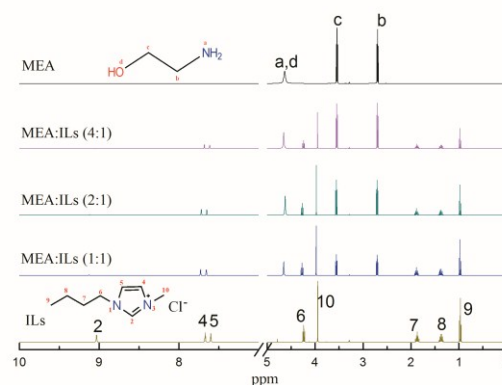 c
b
a
NH2
MEA
a,d
HO
d
c
b
MEA:ILs (4:1)
MEA:ILs (2:1)
MEA:ILs (1:1)
9
8
7
6
5
4
10
N
1
N
3
2
Cl-
ILs
2
4 5
6
10
7
8
9
10
8
5
4
3
2
1
ppm
ppm